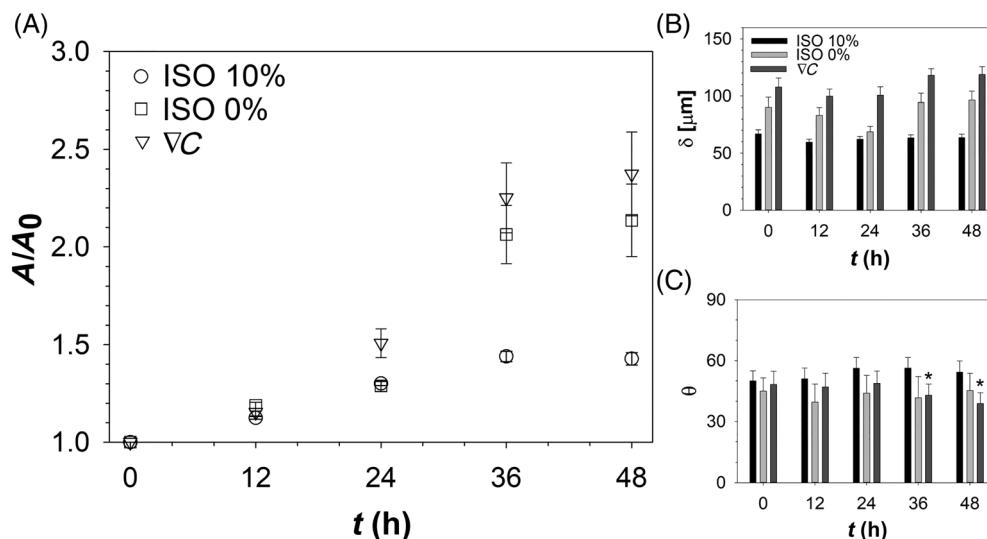 (A)
A/A0
3.0
2.5
2.0
1.5
1.0
ISO 10%
ISO 0%
∇C
0 12 24 36 48
t (h)
(B)
δ [μm]
150
100
50
0
ISO 10%
ISO 0%
∇C
0 12 24 36 48
t (h)
(C)
θ
90
60
30
0
* *
0 12 24 36 48
t (h)